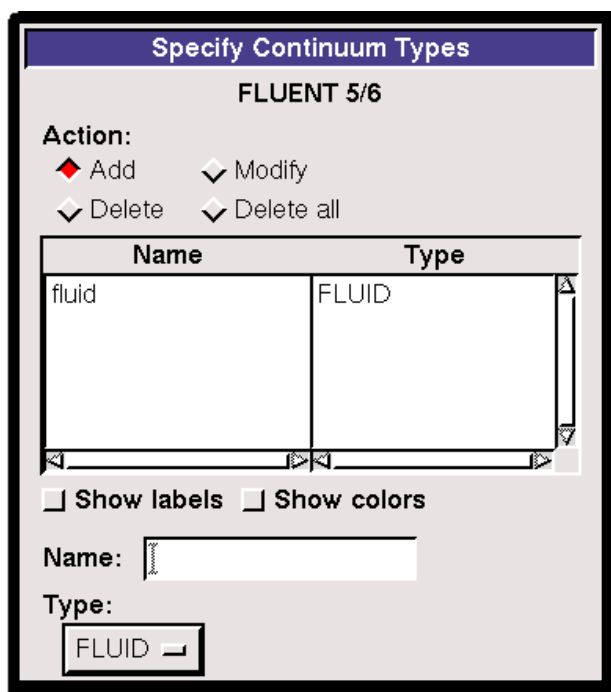 Specify Continuum Types
FLUENT 5/6
Action:
Add Modify
Delete Delete all
Name Type
fluid FLUID
Show labels Show colors
Name:
Type:
FLUID